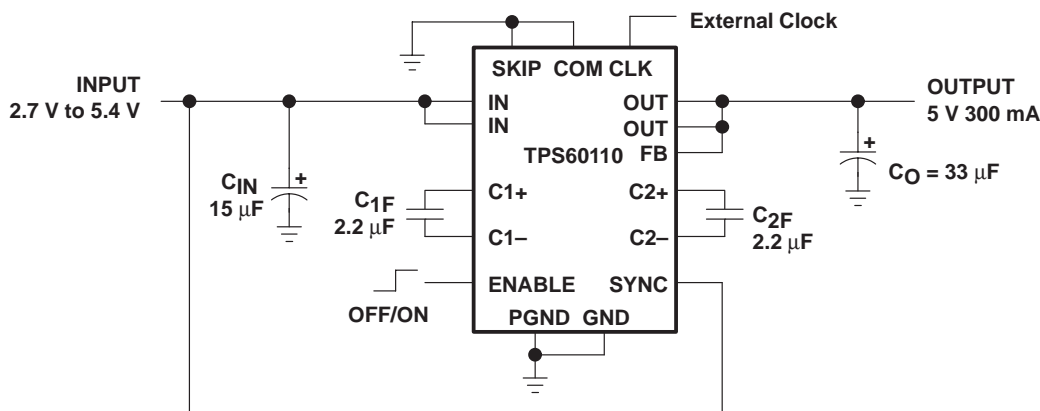 External Clock
SKIP COM CLK
INPUT
2.7 V to 5.4 V
IN
IN
OUT
OUT
TPS60110
FB
OUTPUT
5 V 300 mA
+
CO = 33 μF
CIN
15 μF
+
C1F
2.2 μF
C1+
C1–
C2+
C2–
C2F
2.2 μF
OFF/ON
ENABLE
SYNC
PGND GND